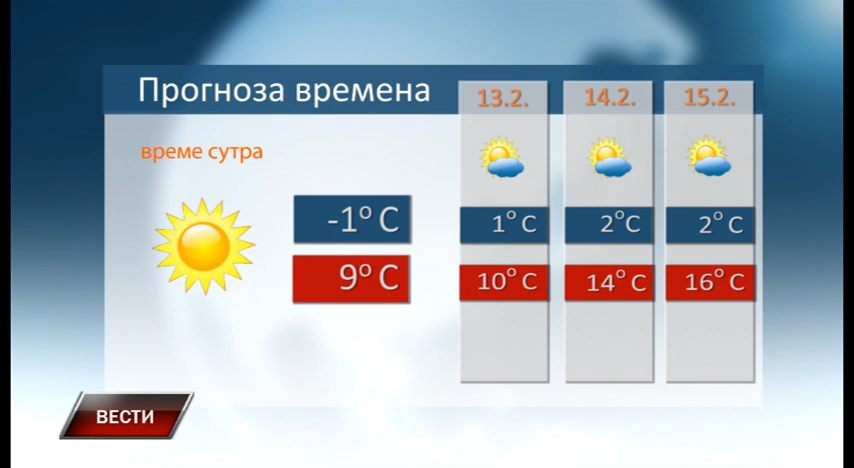 Прогноза времена
13.2. 14.2. 15.2.
време сутра
-1° C 1° C 2°C 2° C
9° C 10° C 14° C 16° C
ВЕСТИ